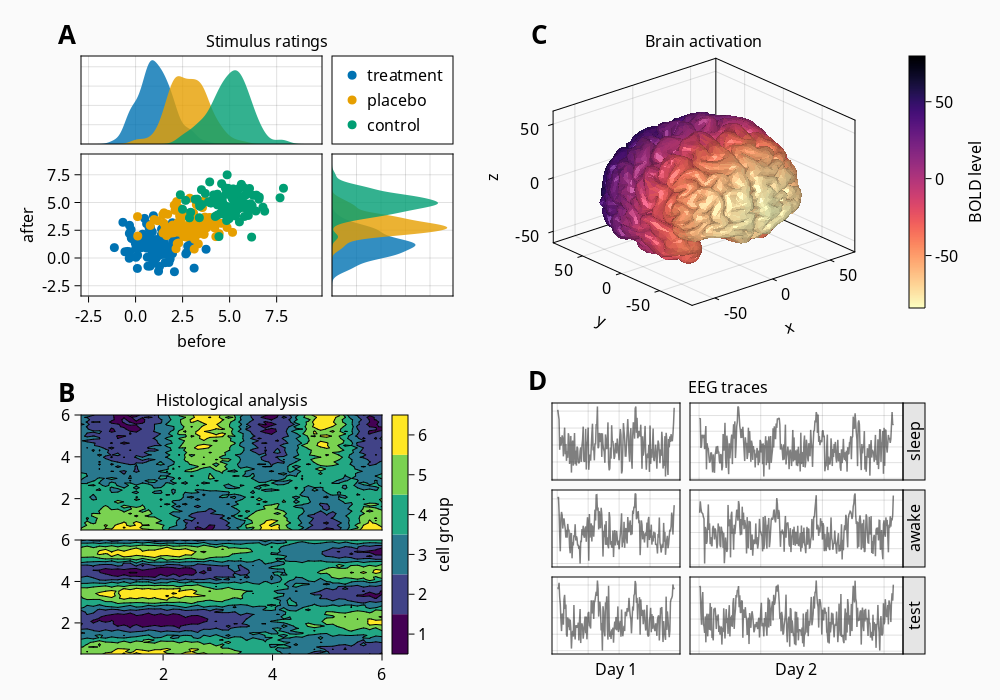 A
Stimulus ratings
treatment
placebo
control
7.5
5.0
2.5
0.0
-2.5
after
-2.5 0.0 2.5 5.0 7.5
before
C
Brain activation
50
0
-50
z
50
0
-50
y
-50
0
50
x
50
0
-50
BOLD level
B
Histological analysis
6
4
2
6
4
2
2 4 6
6
5
4
3
2
1
cell group
D
EEG traces
sleep
awake
test
Day 1 Day 2